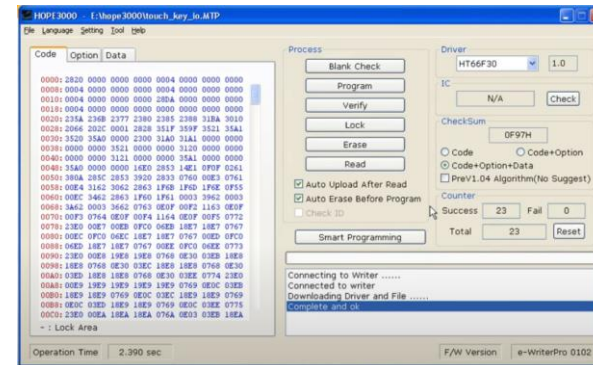 HOPE3000 - E:\hope3000\touch_key_io.MTP
File Language Setting Tool Help
Code Option Data
0000: 2820 0000 0000 0000 0004 0000 0000 0000
0008: 0004 0000 0000 0000 0004 0000 0000 0000
0010: 0004 0000 0000 0000 28DA 0000 0000 0000
0018: 0004 0000 0000 0000 0004 0000 0000 0000
0020: 235A 236B 2377 2380 2385 2388 31BA 3010
0028: 2066 202C 0001 2828 351F 359F 3521 35A1
0030: 3520 35A0 0000 2300 31A0 31A1 0000 0000
0038: 0000 0000 3521 0000 0000 3120 0000 0000
0040: 0000 0000 3121 0000 0000 35A1 0000 0000
0048: 35A0 0000 0000 16E0 2853 14E1 0F0F 0261
0050: 380A 285C 2853 3920 2833 0760 00E3 0761
0058: 00E4 3162 3062 2863 1F6B 1F6D 1F6E 0F55
0060: 00EC 3462 2863 1F60 1F61 0003 3962 0003
0068: 3A62 0003 3662 0763 0E0F 00F2 1163 0E0F
0070: 00F3 0764 0E0F 00F4 1164 0E0F 00F5 0772
0078: 23E0 00E7 00EB 0FC0 06EB 18E7 18E7 0767
0080: 00EC 0FC0 06EC 18E7 18E7 0767 00ED 0FC0
0088: 06ED 18E7 18E7 0767 00EE 0FC0 06EE 0773
0090: 23E0 00E8 19E8 19E8 0768 0E30 03EB 18E8
0098: 18E8 0768 0E30 03EC 18E8 18E8 0768 0E30
00A0: 03ED 18E8 18E8 0768 0E30 03EE 0774 23E0
00A8: 00E9 19E9 19E9 19E9 19E9 0769 0E0C 03EB
00B0: 18E9 18E9 0769 0E0C 03EC 18E9 18E9 0769
00B8: 0E0C 03ED 18E9 18E9 0769 0E0C 03EE 0775
00C0: 23E0 00EA 18EA 18EA 076A 0E03 03EB 18EA
- : Lock Area
Process
Blank Check
Program
Verify
Lock
Erase
Read
Auto Upload After Read
Auto Erase Before Program
Check ID
Smart Programming
Driver
HT66F30 1.0
IC
N/A Check
CheckSum
0F97H
Code Code+Option
Code+Option+Data
PreV1.04 Algorithm(No Suggest)
Counter
Success 23 Fail 0
Total 23 Reset
Connecting to Writer ......
Connected to writer
Downloading Driver and File ......
Complete and ok
Operation Time 2.390 sec
F/W Version e-WriterPro 0102